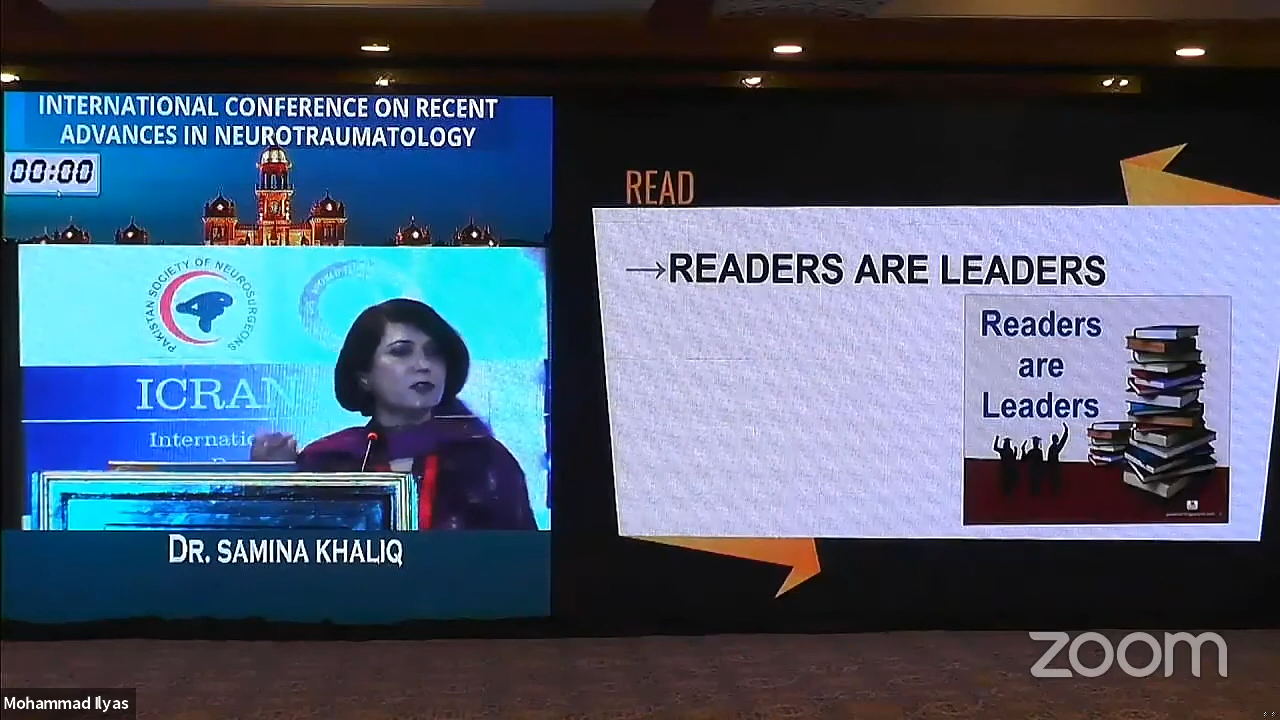 INTERNATIONAL CONFERENCE ON RECENT
ADVANCES IN NEUROTRAUMATOLOGY
00:00
PAKISTAN SOCIETY OF NEUROSURGEONS
ICRAN
Internatio
DR. SAMINA KHALIQ
READ
→READERS ARE LEADERS
Readers
are
Leaders
zoom
Mohammad Ilyas